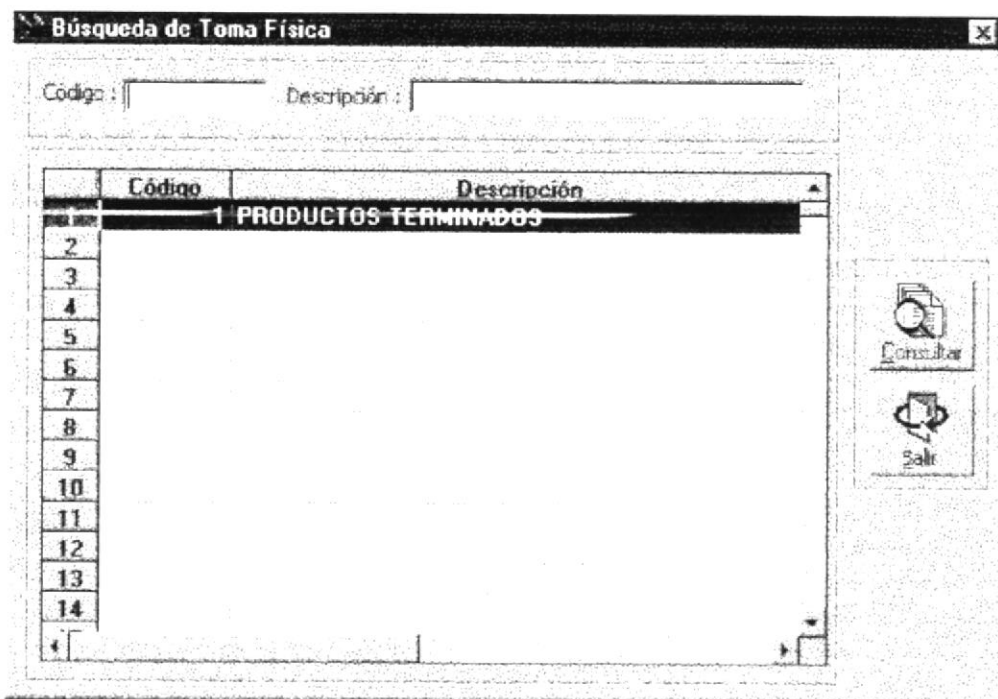 Búsqueda de Toma Física
Código : Descripción :
Código Descripción
1 1 PRODUCTOS TERMINADOS
2
3
4
5
6
7
8
9
10
11
12
13
14
Consultar
Salir